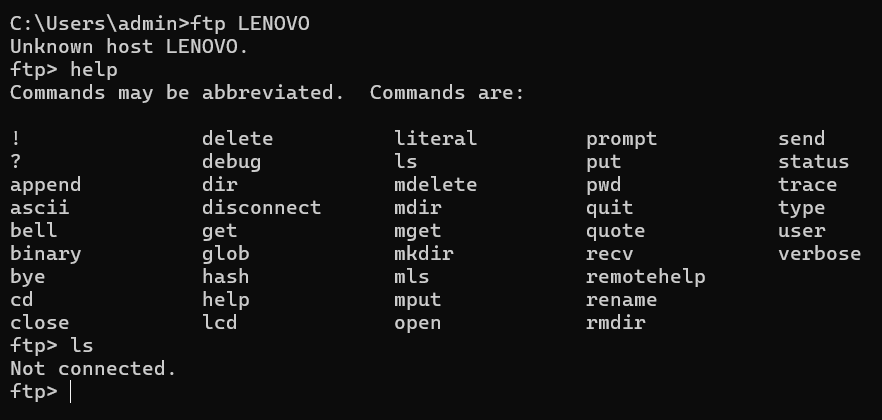 C:\Users\admin>ftp LENOVO
Unknown host LENOVO.
ftp> help
Commands may be abbreviated.  Commands are:

!               delete          literal         prompt          send
?               debug           ls              put             status
append          dir             mdelete         pwd             trace
ascii           disconnect      mdir            quit            type
bell            get             mget            quote           user
binary          glob            mkdir           recv            verbose
bye             hash            mls             remotehelp
cd              help            mput            rename
close           lcd             open            rmdir
ftp> ls
Not connected.
ftp>